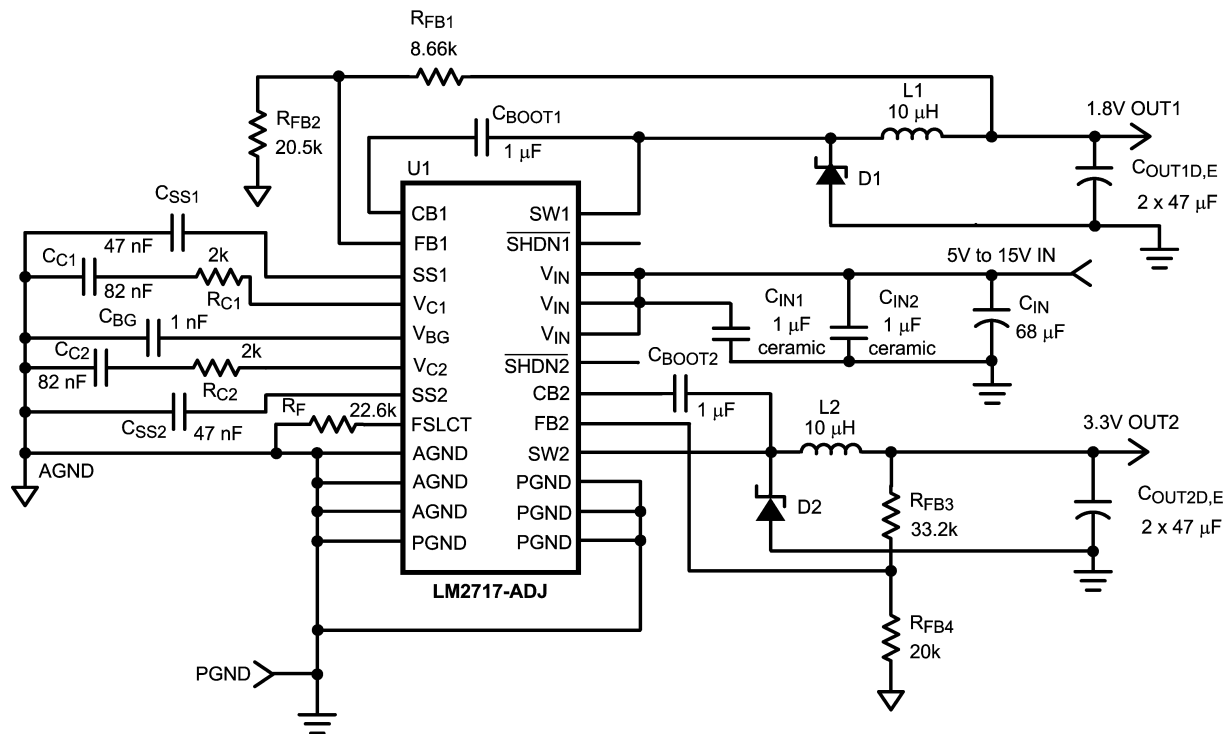 RFB1
8.66k
RFB2
20.5k
CBOOT1
1 μF
L1
10 μH
1.8V OUT1
D1
COUT1D,E
2 x 47 μF
U1
CSS1
47 nF
CC1
82 nF
2k
RC1
CBG
1 nF
CC2
82 nF
2k
RC2
CSS2
47 nF
RF
22.6k
AGND
CB1
FB1
SS1
VC1
VBG
VC2
SS2
FSLCT
AGND
AGND
AGND
PGND
SW1
SHDN1
VIN
VIN
VIN
SHDN2
CB2
FB2
SW2
PGND
PGND
PGND
LM2717-ADJ
5V to 15V IN
CIN1
1 μF
ceramic
CIN2
1 μF
ceramic
CIN
68 μF
CBOOT2
1 μF
L2
10 μH
3.3V OUT2
D2
RFB3
33.2k
COUT2D,E
2 x 47 μF
RFB4
20k
PGND